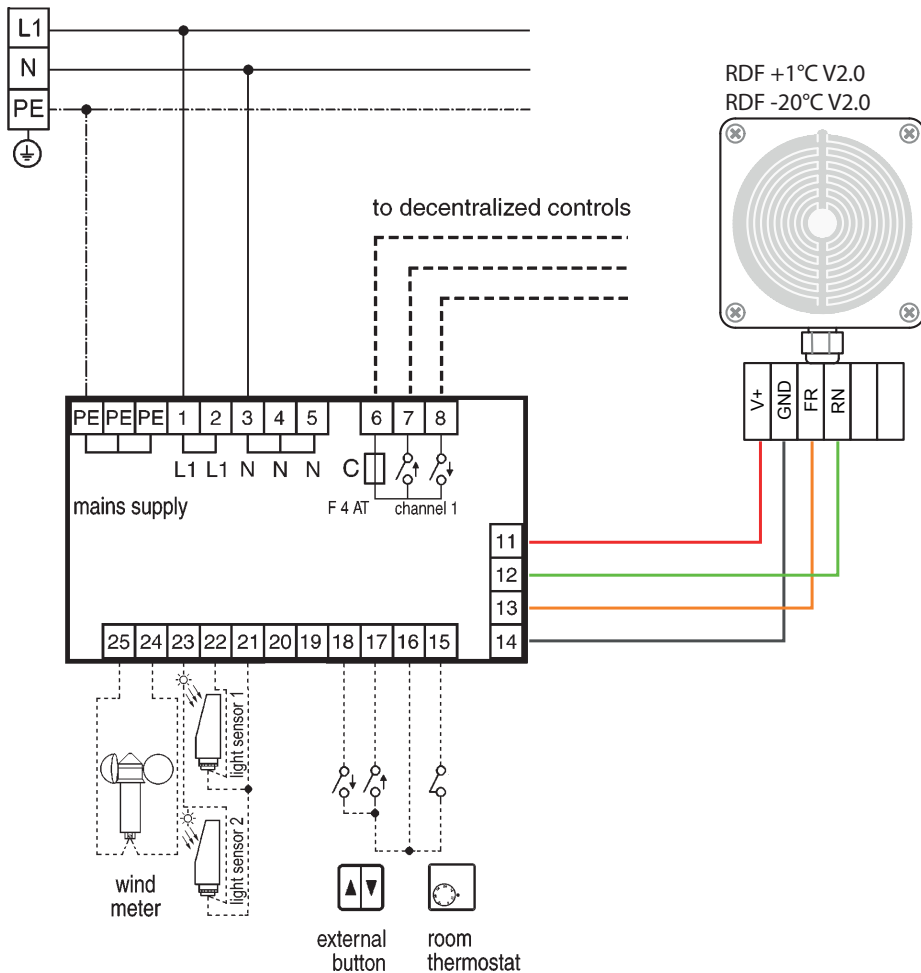 L1
N
PE
RDF +1°C V2.0
RDF -20°C V2.0
to decentralized controls
V+ GND FR RN
PE PE PE 1 2 3 4 5 6 7 8
L1 L1 N N N C
F 4 AT channel 1
mains supply
11
12
13
14
25 24 23 22 21 20 19 18 17 16 15
light sensor 1
light sensor 2
wind
meter
external
button
room
thermostat